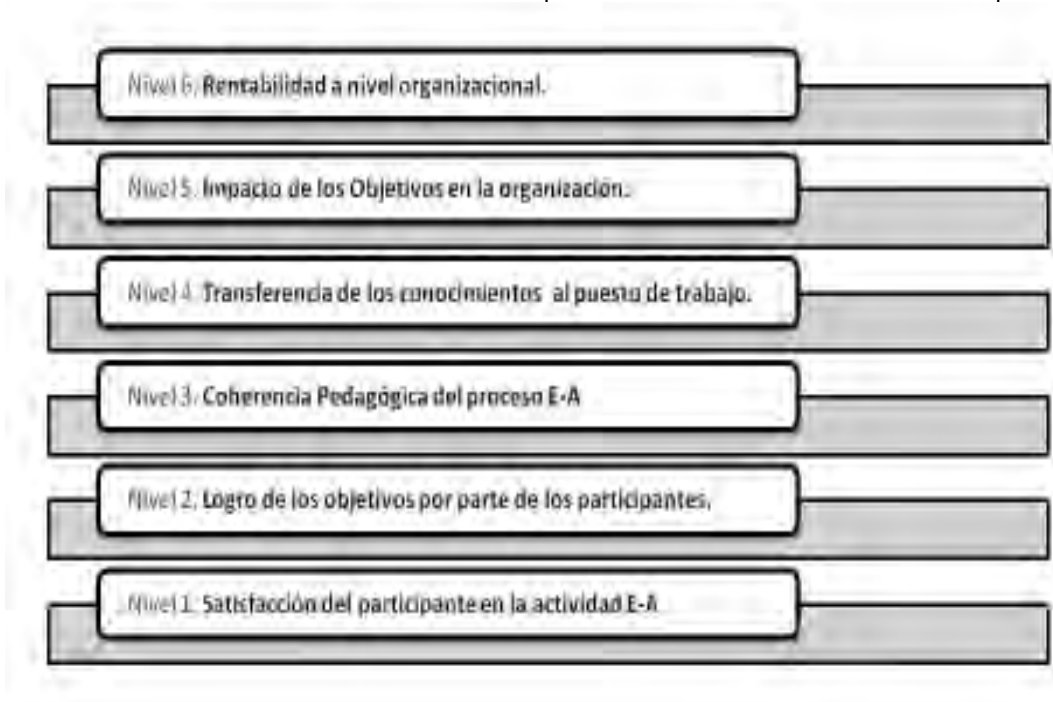 Nivel 6. Rentabilidad a nivel organizacional.
Nivel 5. Impacto de los Objetivos en la organización.
Nivel 4. Transferencia de los conocimientos al puesto de trabajo.
Nivel 3. Coherencia Pedagógica del proceso E-A
Nivel 2. Logro de los objetivos por parte de los participantes.
Nivel 1. Satisfacción del participante en la actividad E-A